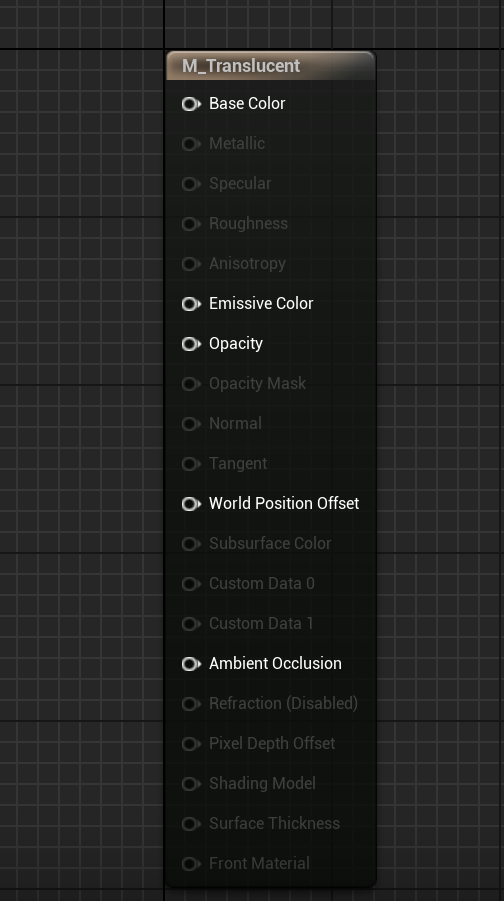 M_Translucent
Base Color
Metallic
Specular
Roughness
Anisotropy
Emissive Color
Opacity
Opacity Mask
Normal
Tangent
World Position Offset
Subsurface Color
Custom Data 0
Custom Data 1
Ambient Occlusion
Refraction (Disabled)
Pixel Depth Offset
Shading Model
Surface Thickness
Front Material